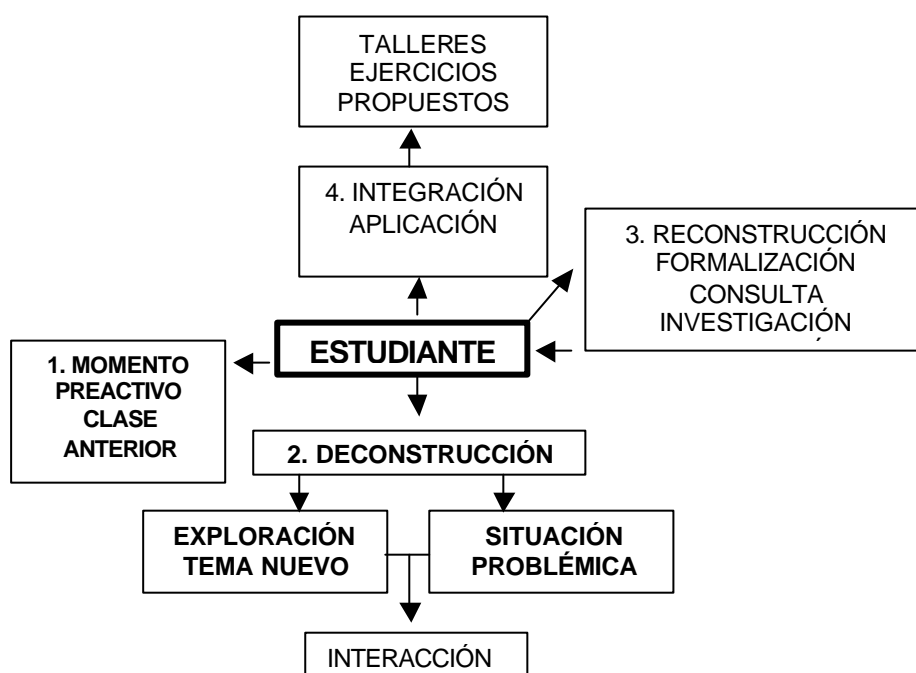 TALLERES
EJERCICIOS
PROPUESTOS
4. INTEGRACIÓN
APLICACIÓN
3. RECONSTRUCCIÓN
FORMALIZACIÓN
CONSULTA
INVESTIGACIÓN
ESTUDIANTE
1. MOMENTO
PREACTIVO
CLASE
ANTERIOR
2. DECONSTRUCCIÓN
EXPLORACIÓN
TEMA NUEVO
SITUACIÓN
PROBLÉMICA
INTERACCIÓN